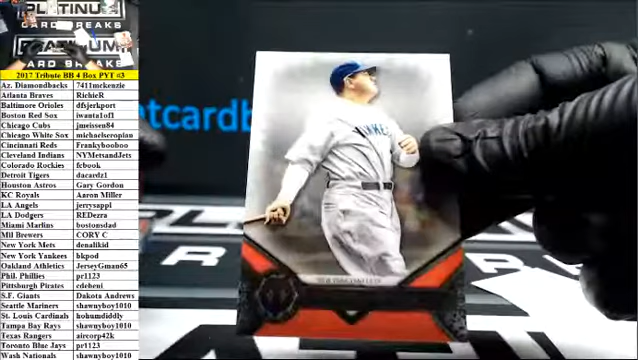 PLATINUM
CARD BREAKS
CARD BREAKS
2017 Tribute BB 4 Box PYT #3
Az. Diamondbacks 7411mckenzie
Atlanta Braves RichieR
Baltimore Orioles dfsjerkport
Boston Red Sox iwanta1of1
Chicago Cubs jmeissen84
Chicago White Sox michaelseropian
Cincinnati Reds Frankybooboo
Cleveland Indians NYMetsandJets
Colorado Rockies fcbook
Detroit Tigers dacardz1
Houston Astros Gary Gordon
KC Royals Aaron Miller
LA Angels jerrysappl
LA Dodgers REDezra
Miami Marlins bostonsdad
Mil Brewers CORY C
New York Mets denalikid
New York Yankees bkpod
Oakland Athletics JerseyGman65
Phil. Phillies pr1123
Pittsburgh Pirates cdeheni
S.F. Giants Dakota Andrews
Seattle Mariners shawnyboy1010
St. Louis Cardinals hohumdiddly
Tampa Bay Rays shawnyboy1010
Texas Rangers aircorp42k
Toronto Blue Jays pr1123
Wash Nationals shawnyboy1010
atcardb
NEW YORK YANKEES